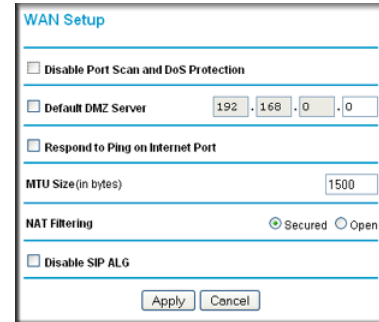 WAN Setup
Disable Port Scan and DoS Protection
Default DMZ Server 192 . 168 . 0 . 0
Respond to Ping on Internet Port
MTU Size(in bytes) 1500
NAT Filtering Secured Open
Disable SIP ALG
Apply Cancel